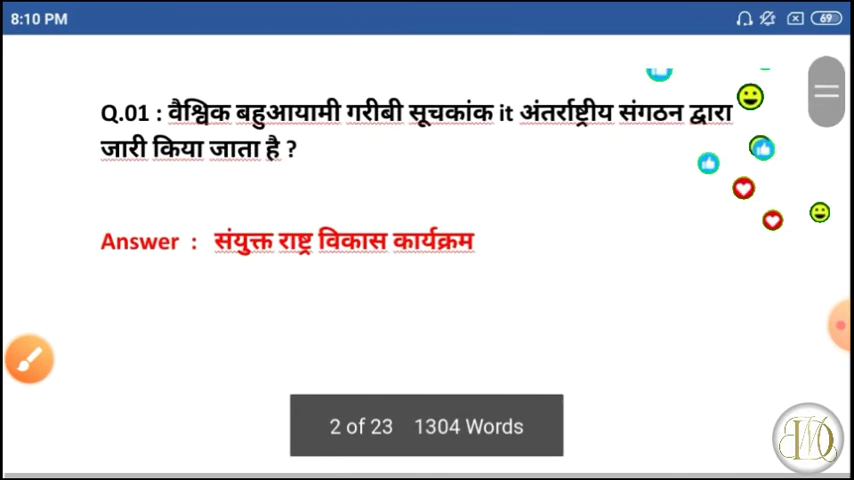 8:10 PM
69
Q.01 : वैश्विक बहुआयामी गरीबी सूचकांक it अंतर्राष्ट्रीय संगठन द्वारा
जारी किया जाता है ?
Answer : संयुक्त राष्ट्र विकास कार्यक्रम
2 of 23 1304 Words